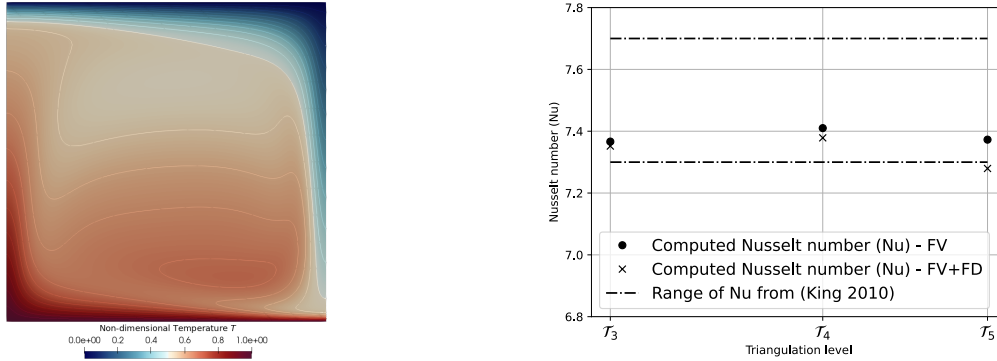 Non-dimensional Temperature T
0.0e+00 0.2 0.4 0.6 0.8 1.0e+00
Nusselt number (Nu)
7.8
7.6
7.4
7.2
7.0
6.8
Computed Nusselt number (Nu) - FV
Computed Nusselt number (Nu) - FV+FD
Range of Nu from (King 2010)
𝒯3 𝒯4 𝒯5
Triangulation level